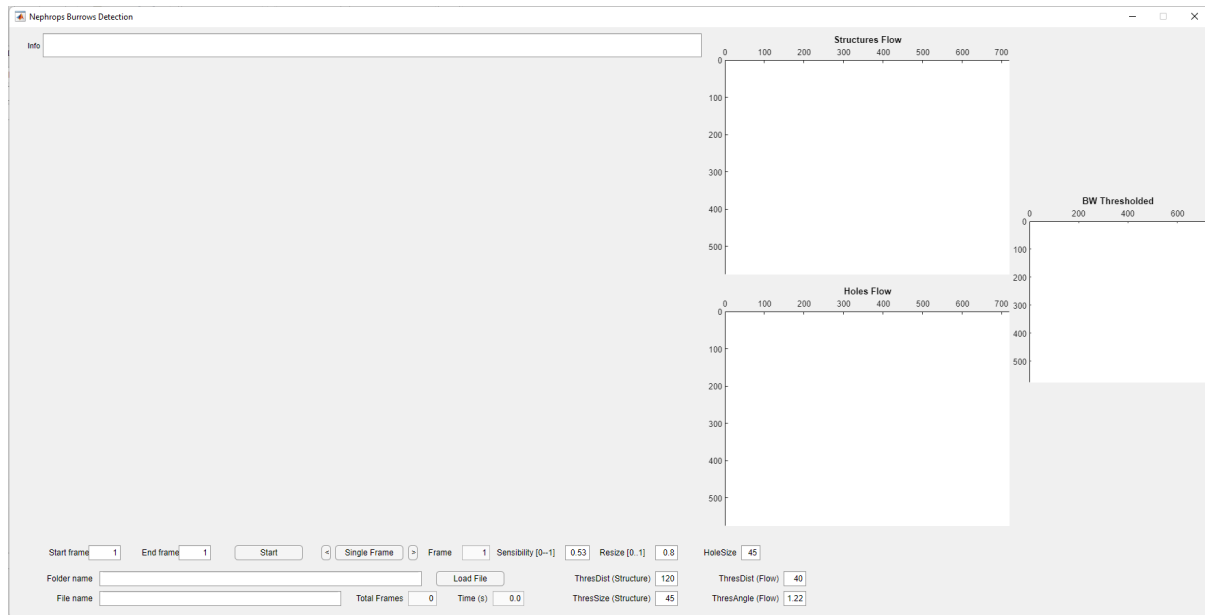 Nephrops Burrows Detection
Info
Structures Flow
0 100 200 300 400 500 600 700
0
100
200
300
400
500
BW Thresholded
0 200 400 600
0
100
200
300
400
500
Holes Flow
0 100 200 300 400 500 600 700
0
100
200
300
400
500
Start frame 1 End frame 1 Start < Single Frame > Frame 1 Sensibility [0--1] 0.53 Resize [0..1] 0.8 HoleSize 45
Folder name Load File ThresDist (Structure) 120 ThresDist (Flow) 40
File name Total Frames 0 Time (s) 0.0 ThresSize (Structure) 45 ThresAngle (Flow) 1.22